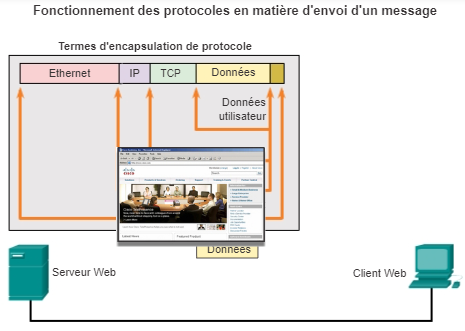 Fonctionnement des protocoles en matière d'envoi d'un message
Termes d'encapsulation de protocole
Ethernet IP TCP Données
Données
utilisateur
Données
Serveur Web
Client Web